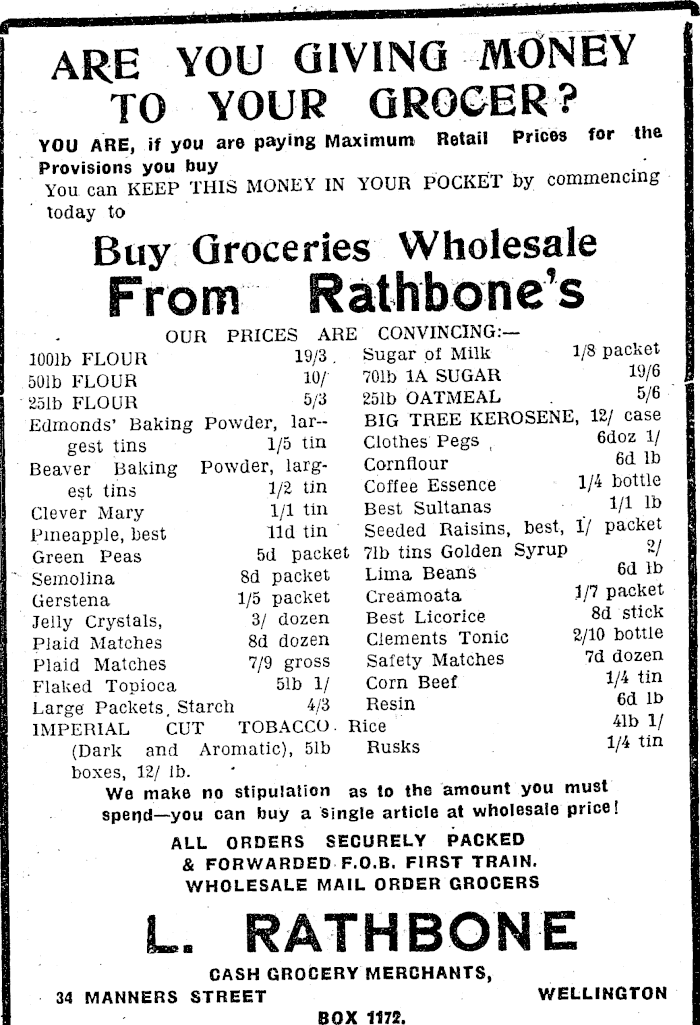 ARE YOU GIVING MONEY
TO YOUR GROCER?
YOU ARE, if you are paying Maximum Retail Prices for the
Provisions you buy
You can KEEP THIS MONEY IN YOUR POCKET by commencing
today to
Buy Groceries Wholesale
From Rathbone's
OUR PRICES ARE CONVINCING:—
100lb FLOUR 19/3
50lb FLOUR 10/
25lb FLOUR 5/3
Edmonds' Baking Powder, lar--
gest tins 1/5 tin
Beaver Baking Powder, larg-
est tins 1/2 tin
Clever Mary 1/1 tin
Pineapple, best 11d tin
Green Peas 5d packet
Semolina 8d packet
Gerstena 1/5 packet
Jelly Crystals, 3/ dozen
Plaid Matches 8d dozen
Plaid Matches 7/9 gross
Flaked Topioca 5lb 1/
Large Packets Starch 4/3
IMPERIAL CUT TOBACCO
(Dark and Aromatic), 5lb
boxes, 12/ lb.
Sugar of Milk 1/8 packet
70lb 1A SUGAR 19/6
25lb OATMEAL 5/6
BIG TREE KEROSENE, 12/ case
Clothes Pegs 6doz 1/
Cornflour 6d lb
Coffee Essence 1/4 bottle
Best Sultanas 1/1 lb
Seeded Raisins, best, 1/ packet
7lb tins Golden Syrup 2/
Lima Beans 6d lb
Creamoata 1/7 packet
Best Licorice 8d stick
Clements Tonic 2/10 bottle
Safety Matches 7d dozen
Corn Beef 1/4 tin
Resin 6d lb
Rice 4lb 1/
Rusks 1/4 tin
We make no stipulation as to the amount you must
spend—you can buy a single article at wholesale price!
ALL ORDERS SECURELY PACKED
& FORWARDED F.O.B. FIRST TRAIN.
WHOLESALE MAIL ORDER GROCERS
L. RATHBONE
CASH GROCERY MERCHANTS,
34 MANNERS STREET WELLINGTON
BOX 1172.